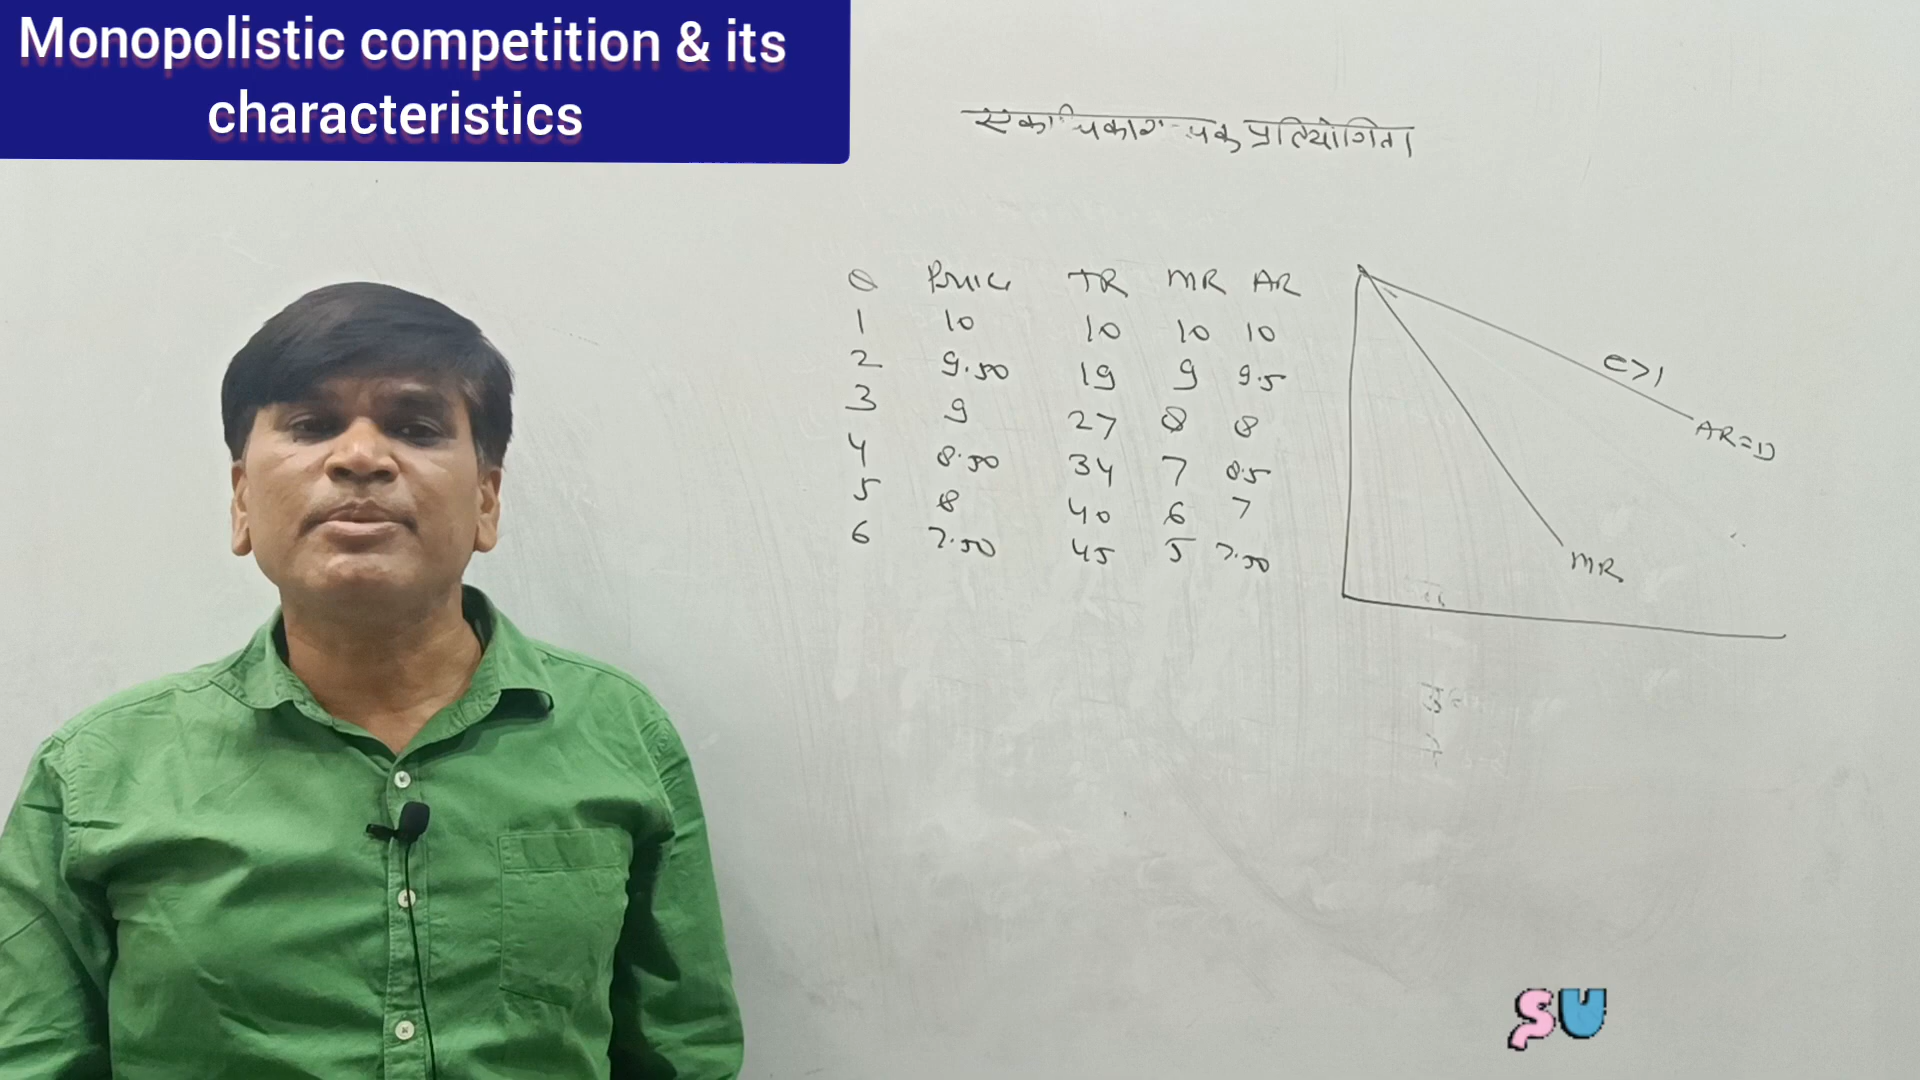 Monopolistic competition & its
characteristics
एकाधिकारात्मक प्रतियोगिता
Q Price TR MR AR
1 10 10 10 10
2 9.50 19 9 9.5
3 9 27 8 8
4 8.50 34 7 8.5
5 8 40 6 7
6 7.50 45 5 7.50
e>1
AR=D
MR
SU